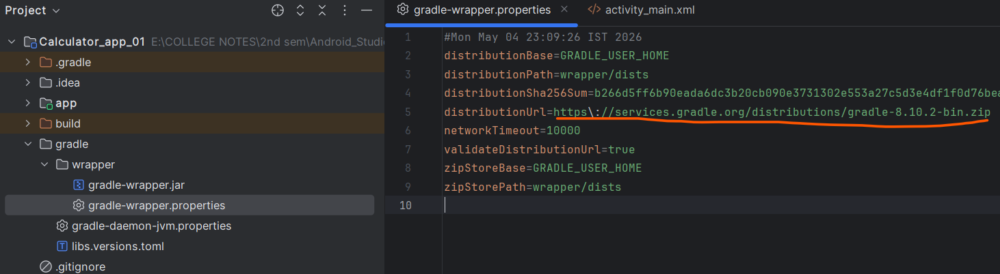 Project
Calculator_app_01 E:\COLLEGE NOTES\2nd sem\Android_Studi
.gradle
.idea
app
build
gradle
wrapper
gradle-wrapper.jar
gradle-wrapper.properties
gradle-daemon-jvm.properties
libs.versions.toml
.gitignore
gradle-wrapper.properties
activity_main.xml
1 #Mon May 04 23:09:26 IST 2026
2 distributionBase=GRADLE_USER_HOME
3 distributionPath=wrapper/dists
4 distributionSha256Sum=b266d5ff6b90eada6dc3b20cb090e3731302e553a27c5d3e4df1f0d76bea
5 distributionUrl=https\://services.gradle.org/distributions/gradle-8.10.2-bin.zip
6 networkTimeout=10000
7 validateDistributionUrl=true
8 zipStoreBase=GRADLE_USER_HOME
9 zipStorePath=wrapper/dists
10